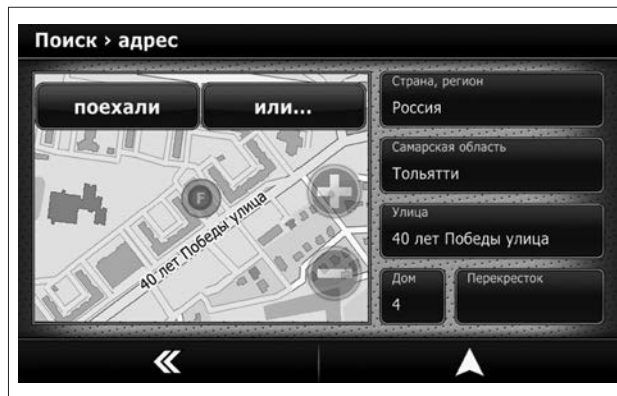 Поиск › адрес
поехали
или...
F
40 лет Победы улица
Страна, регион
Россия
Самарская область
Тольятти
Улица
40 лет Победы улица
Дом
4
Перекресток